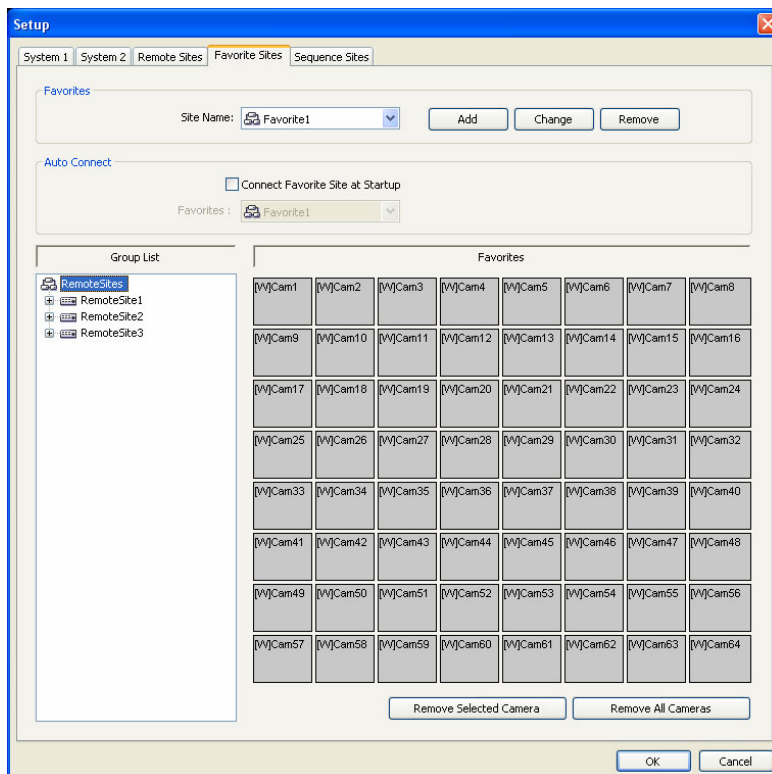 Setup
System 1 System 2 Remote Sites Favorite Sites Sequence Sites
Favorites
Site Name: Favorite1 Add Change Remove
Auto Connect
Connect Favorite Site at Startup
Favorites : Favorite1
Group List Favorites
RemoteSites
RemoteSite1
RemoteSite2
RemoteSite3
[W]Cam1 [W]Cam2 [W]Cam3 [W]Cam4 [W]Cam5 [W]Cam6 [W]Cam7 [W]Cam8
[W]Cam9 [W]Cam10 [W]Cam11 [W]Cam12 [W]Cam13 [W]Cam14 [W]Cam15 [W]Cam16
[W]Cam17 [W]Cam18 [W]Cam19 [W]Cam20 [W]Cam21 [W]Cam22 [W]Cam23 [W]Cam24
[W]Cam25 [W]Cam26 [W]Cam27 [W]Cam28 [W]Cam29 [W]Cam30 [W]Cam31 [W]Cam32
[W]Cam33 [W]Cam34 [W]Cam35 [W]Cam36 [W]Cam37 [W]Cam38 [W]Cam39 [W]Cam40
[W]Cam41 [W]Cam42 [W]Cam43 [W]Cam44 [W]Cam45 [W]Cam46 [W]Cam47 [W]Cam48
[W]Cam49 [W]Cam50 [W]Cam51 [W]Cam52 [W]Cam53 [W]Cam54 [W]Cam55 [W]Cam56
[W]Cam57 [W]Cam58 [W]Cam59 [W]Cam60 [W]Cam61 [W]Cam62 [W]Cam63 [W]Cam64
Remove Selected Camera Remove All Cameras
OK Cancel